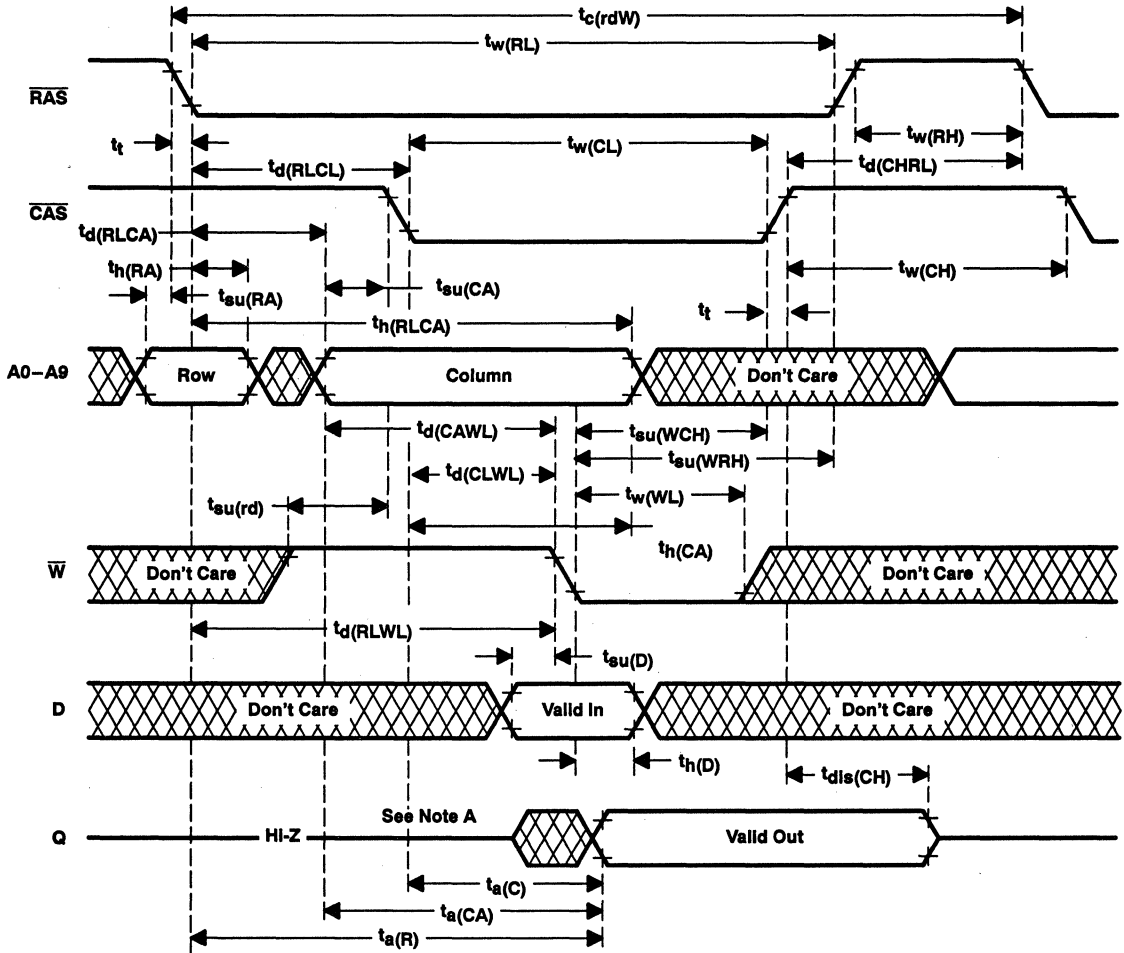 tc(rdW)
tw(RL)
RAS
tt
tw(RH)
tw(CL)
td(RLCL)
td(CHRL)
CAS
td(RLCA)
th(RA)
tw(CH)
tsu(CA)
tsu(RA)
tt
th(RLCA)
A0–A9
Row
Column
Don't Care
td(CAWL)
tsu(WCH)
tsu(WRH)
td(CLWL)
tsu(rd)
tw(WL)
th(CA)
W
Don't Care
Don't Care
td(RLWL)
tsu(D)
D
Don't Care
Valid In
Don't Care
th(D)
tdis(CH)
See Note A
Q
HI-Z
Valid Out
ta(C)
ta(CA)
ta(R)